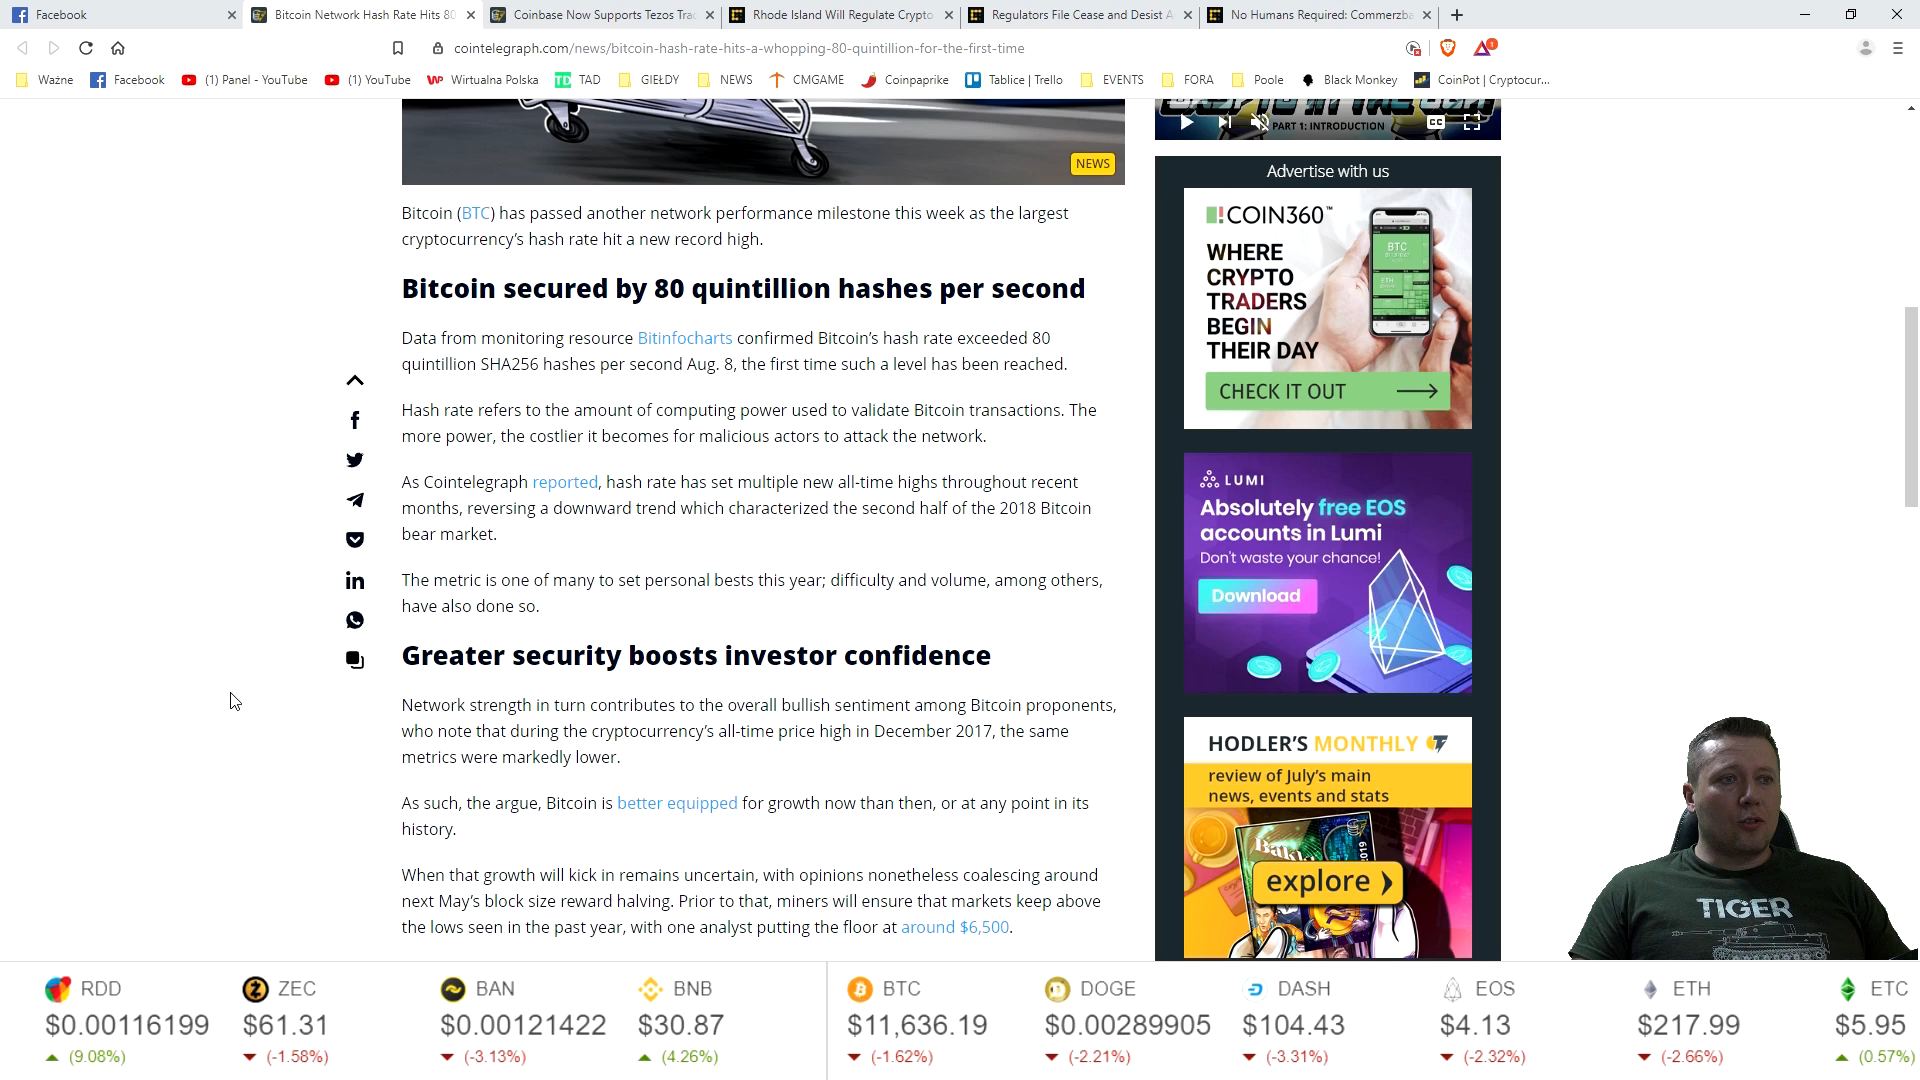 Facebook
Bitcoin Network Hash Rate Hits 80
Coinbase Now Supports Tezos Trac
Rhode Island Will Regulate Crypto
Regulators File Cease and Desist A
No Humans Required: Commerzba
cointelegraph.com/news/bitcoin-hash-rate-hits-a-whopping-80-quintillion-for-the-first-time
1
Ważne
Facebook
(1) Panel - YouTube
(1) YouTube
WP Wirtualna Polska
TD TAD
GIEŁDY
NEWS
CMGAME
Coinpaprike
Tablice | Trello
EVENTS
FORA
Poole
Black Monkey
CoinPot | Cryptocur...
NEWS
PART 1: INTRODUCTION
CC
Bitcoin (BTC) has passed another network performance milestone this week as the largest
cryptocurrency's hash rate hit a new record high.
Bitcoin secured by 80 quintillion hashes per second
Data from monitoring resource Bitinfocharts confirmed Bitcoin's hash rate exceeded 80
quintillion SHA256 hashes per second Aug. 8, the first time such a level has been reached.
Hash rate refers to the amount of computing power used to validate Bitcoin transactions. The
more power, the costlier it becomes for malicious actors to attack the network.
As Cointelegraph reported, hash rate has set multiple new all-time highs throughout recent
months, reversing a downward trend which characterized the second half of the 2018 Bitcoin
bear market.
The metric is one of many to set personal bests this year; difficulty and volume, among others,
have also done so.
Greater security boosts investor confidence
Network strength in turn contributes to the overall bullish sentiment among Bitcoin proponents,
who note that during the cryptocurrency's all-time price high in December 2017, the same
metrics were markedly lower.
As such, the argue, Bitcoin is better equipped for growth now than then, or at any point in its
history.
When that growth will kick in remains uncertain, with opinions nonetheless coalescing around
next May's block size reward halving. Prior to that, miners will ensure that markets keep above
the lows seen in the past year, with one analyst putting the floor at around $6,500.
Advertise with us
COIN360™
WHERE
CRYPTO
TRADERS
BEGIN
THEIR DAY
BTC
ETH
CHECK IT OUT
LUMI
Absolutely free EOS
accounts in Lumi
Don't waste your chance!
Download
HODLER'S MONTHLY
review of July's main
news, events and stats
Bakkt
2019
explore
TIGER
RDD
$0.00116199
(9.08%)
ZEC
$61.31
(-1.58%)
BAN
$0.00121422
(-3.13%)
BNB
$30.87
(4.26%)
BTC
$11,636.19
(-1.62%)
DOGE
$0.00289905
(-2.21%)
DASH
$104.43
(-3.31%)
EOS
$4.13
(-2.32%)
ETH
$217.99
(-2.66%)
ETC
$5.95
(0.57%)